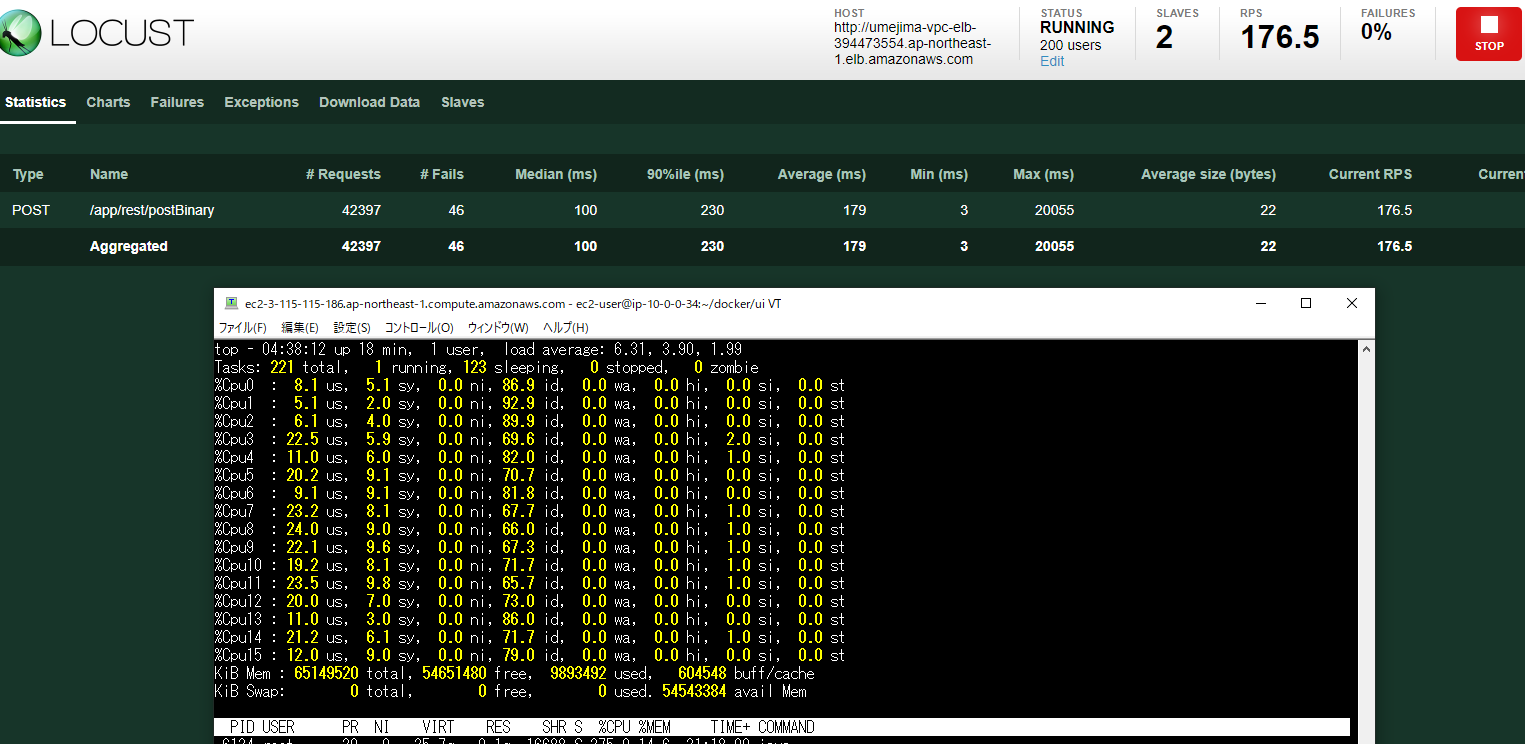 LOCUST
HOST
http://umejima-vpc-elb-
394473554.ap-northeast-
1.elb.amazonaws.com
STATUS
RUNNING
200 users
Edit
SLAVES
2
RPS
176.5
FAILURES
0%
STOP
Statistics Charts Failures Exceptions Download Data Slaves
Type Name # Requests # Fails Median (ms) 90%ile (ms) Average (ms) Min (ms) Max (ms) Average size (bytes) Current RPS Curren
POST /app/rest/postBinary 42397 46 100 230 179 3 20055 22 176.5
Aggregated 42397 46 100 230 179 3 20055 22 176.5
ec2-3-115-115-186.ap-northeast-1.compute.amazonaws.com - ec2-user@ip-10-0-0-34:~/docker/ui VT
ファイル(F) 編集(E) 設定(S) コントロール(O) ウィンドウ(W) ヘルプ(H)
top - 04:38:12 up 18 min, 1 user, load average: 6.31, 3.90, 1.99
Tasks: 221 total, 1 running, 123 sleeping, 0 stopped, 0 zombie
%Cpu0 : 8.1 us, 5.1 sy, 0.0 ni, 86.9 id, 0.0 wa, 0.0 hi, 0.0 si, 0.0 st
%Cpu1 : 5.1 us, 2.0 sy, 0.0 ni, 92.9 id, 0.0 wa, 0.0 hi, 0.0 si, 0.0 st
%Cpu2 : 6.1 us, 4.0 sy, 0.0 ni, 89.9 id, 0.0 wa, 0.0 hi, 0.0 si, 0.0 st
%Cpu3 : 22.5 us, 5.9 sy, 0.0 ni, 69.6 id, 0.0 wa, 0.0 hi, 2.0 si, 0.0 st
%Cpu4 : 11.0 us, 6.0 sy, 0.0 ni, 82.0 id, 0.0 wa, 0.0 hi, 1.0 si, 0.0 st
%Cpu5 : 20.2 us, 9.1 sy, 0.0 ni, 70.7 id, 0.0 wa, 0.0 hi, 0.0 si, 0.0 st
%Cpu6 : 9.1 us, 9.1 sy, 0.0 ni, 81.8 id, 0.0 wa, 0.0 hi, 0.0 si, 0.0 st
%Cpu7 : 23.2 us, 8.1 sy, 0.0 ni, 67.7 id, 0.0 wa, 0.0 hi, 1.0 si, 0.0 st
%Cpu8 : 24.0 us, 9.0 sy, 0.0 ni, 66.0 id, 0.0 wa, 0.0 hi, 1.0 si, 0.0 st
%Cpu9 : 22.1 us, 9.6 sy, 0.0 ni, 67.3 id, 0.0 wa, 0.0 hi, 1.0 si, 0.0 st
%Cpu10 : 19.2 us, 8.1 sy, 0.0 ni, 71.7 id, 0.0 wa, 0.0 hi, 1.0 si, 0.0 st
%Cpu11 : 23.5 us, 9.8 sy, 0.0 ni, 65.7 id, 0.0 wa, 0.0 hi, 1.0 si, 0.0 st
%Cpu12 : 20.0 us, 7.0 sy, 0.0 ni, 73.0 id, 0.0 wa, 0.0 hi, 0.0 si, 0.0 st
%Cpu13 : 11.0 us, 3.0 sy, 0.0 ni, 86.0 id, 0.0 wa, 0.0 hi, 0.0 si, 0.0 st
%Cpu14 : 21.2 us, 6.1 sy, 0.0 ni, 71.7 id, 0.0 wa, 0.0 hi, 1.0 si, 0.0 st
%Cpu15 : 12.0 us, 9.0 sy, 0.0 ni, 79.0 id, 0.0 wa, 0.0 hi, 0.0 si, 0.0 st
KiB Mem : 65149520 total, 54651480 free, 9893492 used, 604548 buff/cache
KiB Swap: 0 total, 0 free, 0 used. 54543384 avail Mem
PID USER PR NI VIRT RES SHR S %CPU %MEM TIME+ COMMAND